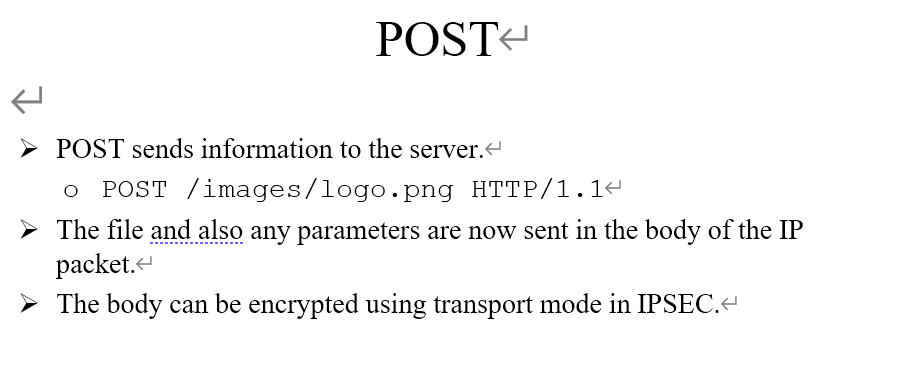 POST
POST sends information to the server.
POST /images/logo.png HTTP/1.1
The file and also any parameters are now sent in the body of the IP
packet.
The body can be encrypted using transport mode in IPSEC.